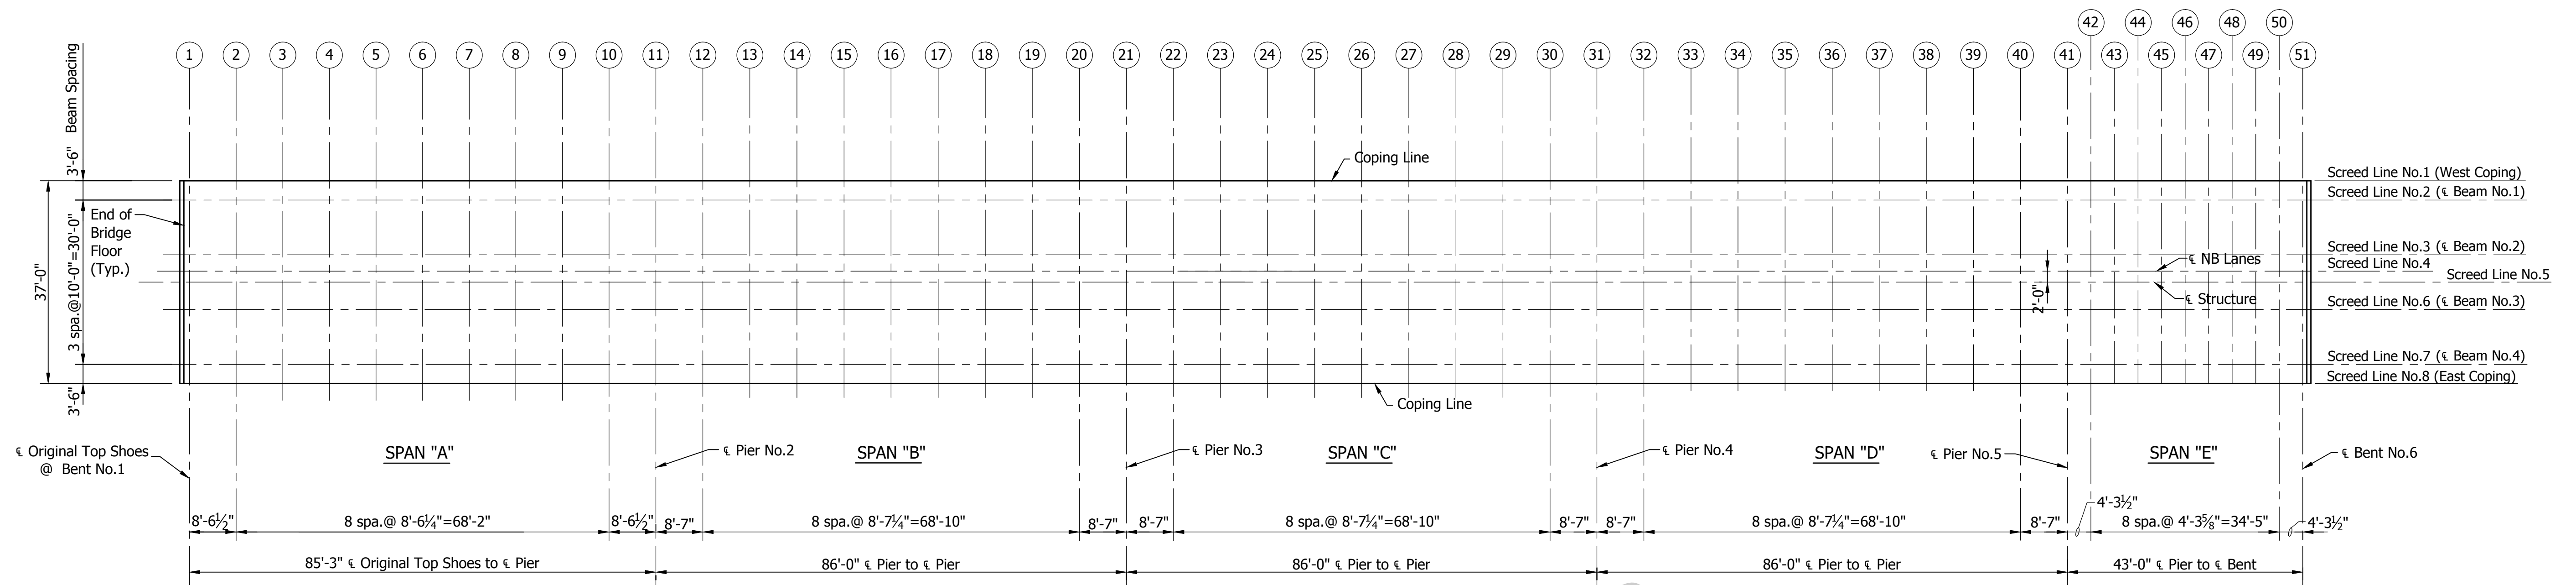 42 44 46 48 50
1 2 3 4 5 6 7 8 9 10 11 12 13 14 15 16 17 18 19 20 21 22 23 24 25 26 27 28 29 30 31 32 33 34 35 36 37 38 39 40 41 43 45 47 49 51
Beam Spacing
3'-6"
37'-0"
3 spa.@10'-0"=30'-0"
3'-6"
End of
Bridge
Floor
(Typ.)
Coping Line
Screed Line No.1 (West Coping)
Screed Line No.2 (℄ Beam No.1)
Screed Line No.3 (℄ Beam No.2)
℄ NB Lanes
Screed Line No.4
Screed Line No.5
2'-0"
℄ Structure
Screed Line No.6 (℄ Beam No.3)
Screed Line No.7 (℄ Beam No.4)
Screed Line No.8 (East Coping)
Coping Line
℄ Original Top Shoes
@ Bent No.1
SPAN "A"
℄ Pier No.2
SPAN "B"
℄ Pier No.3
SPAN "C"
℄ Pier No.4
SPAN "D"
℄ Pier No.5
SPAN "E"
℄ Bent No.6
8'-6½"
8 spa.@ 8'-6¼"=68'-2"
8'-6½"
8'-7"
8 spa.@ 8'-7¼"=68'-10"
8'-7"
8'-7"
8 spa.@ 8'-7¼"=68'-10"
8'-7"
8'-7"
8 spa.@ 8'-7¼"=68'-10"
8'-7"
4'-3½"
8 spa.@ 4'-3⅝"=34'-5"
4'-3½"
85'-3" ℄ Original Top Shoes to ℄ Pier
86'-0" ℄ Pier to ℄ Pier
86'-0" ℄ Pier to ℄ Pier
86'-0" ℄ Pier to ℄ Pier
43'-0" ℄ Pier to ℄ Bent